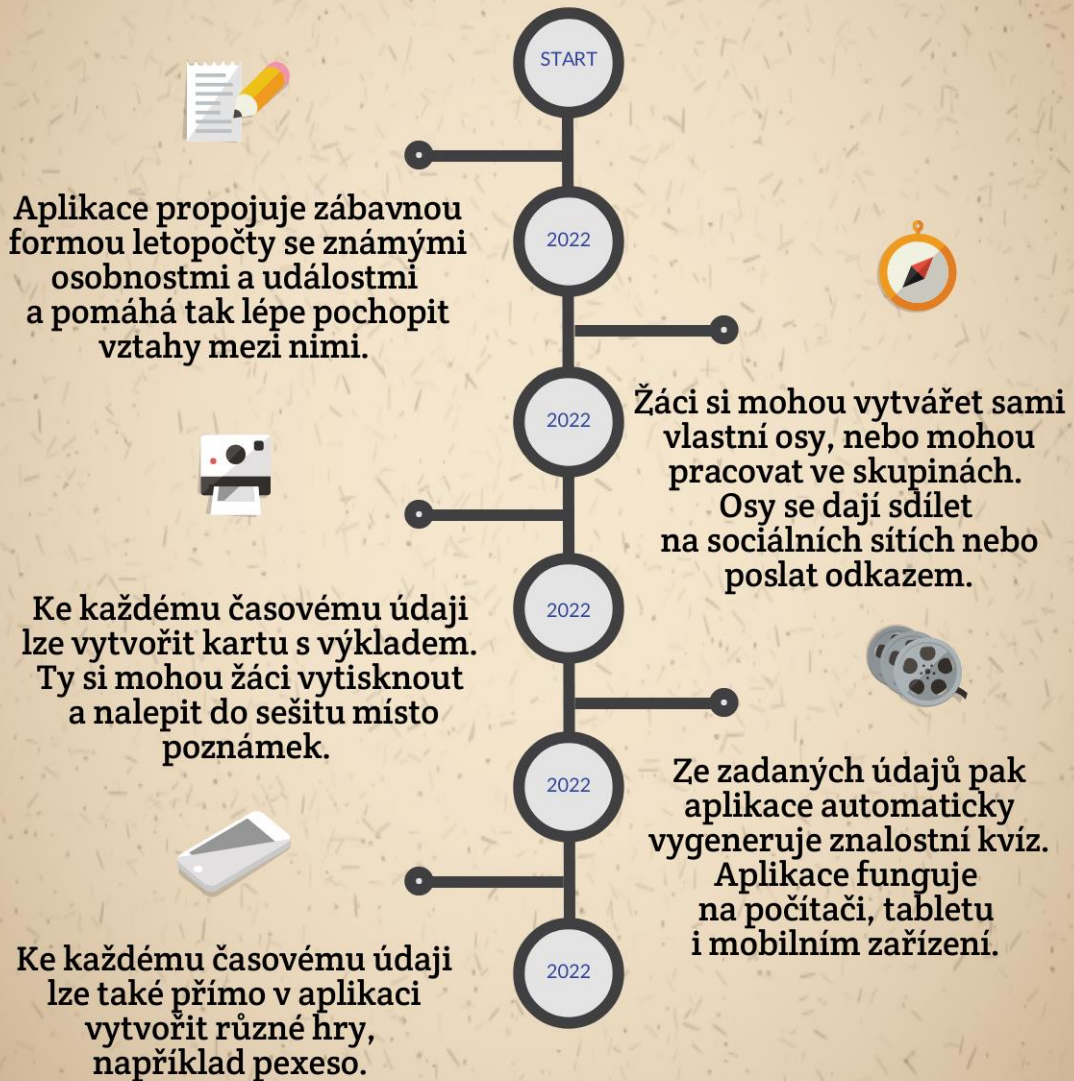 START
Aplikace propojuje zábavnou
formou letopočty se známými
osobnostmi a událostmi
a pomáhá tak lépe pochopit
vztahy mezi nimi.
2022
Žáci si mohou vytvářet sami
vlastní osy, nebo mohou
pracovat ve skupinách.
Osy se dají sdílet
na sociálních sítích nebo
poslat odkazem.
2022
Ke každému časovému údaji
lze vytvořit kartu s výkladem.
Ty si mohou žáci vytisknout
a nalepit do sešitu místo
poznámek.
2022
Ze zadaných údajů pak
aplikace automaticky
vygeneruje znalostní kvíz.
Aplikace funguje
na počítači, tabletu
i mobilním zařízení.
2022
Ke každému časovému údaji
lze také přímo v aplikaci
vytvořit různé hry,
například pexeso.
2022